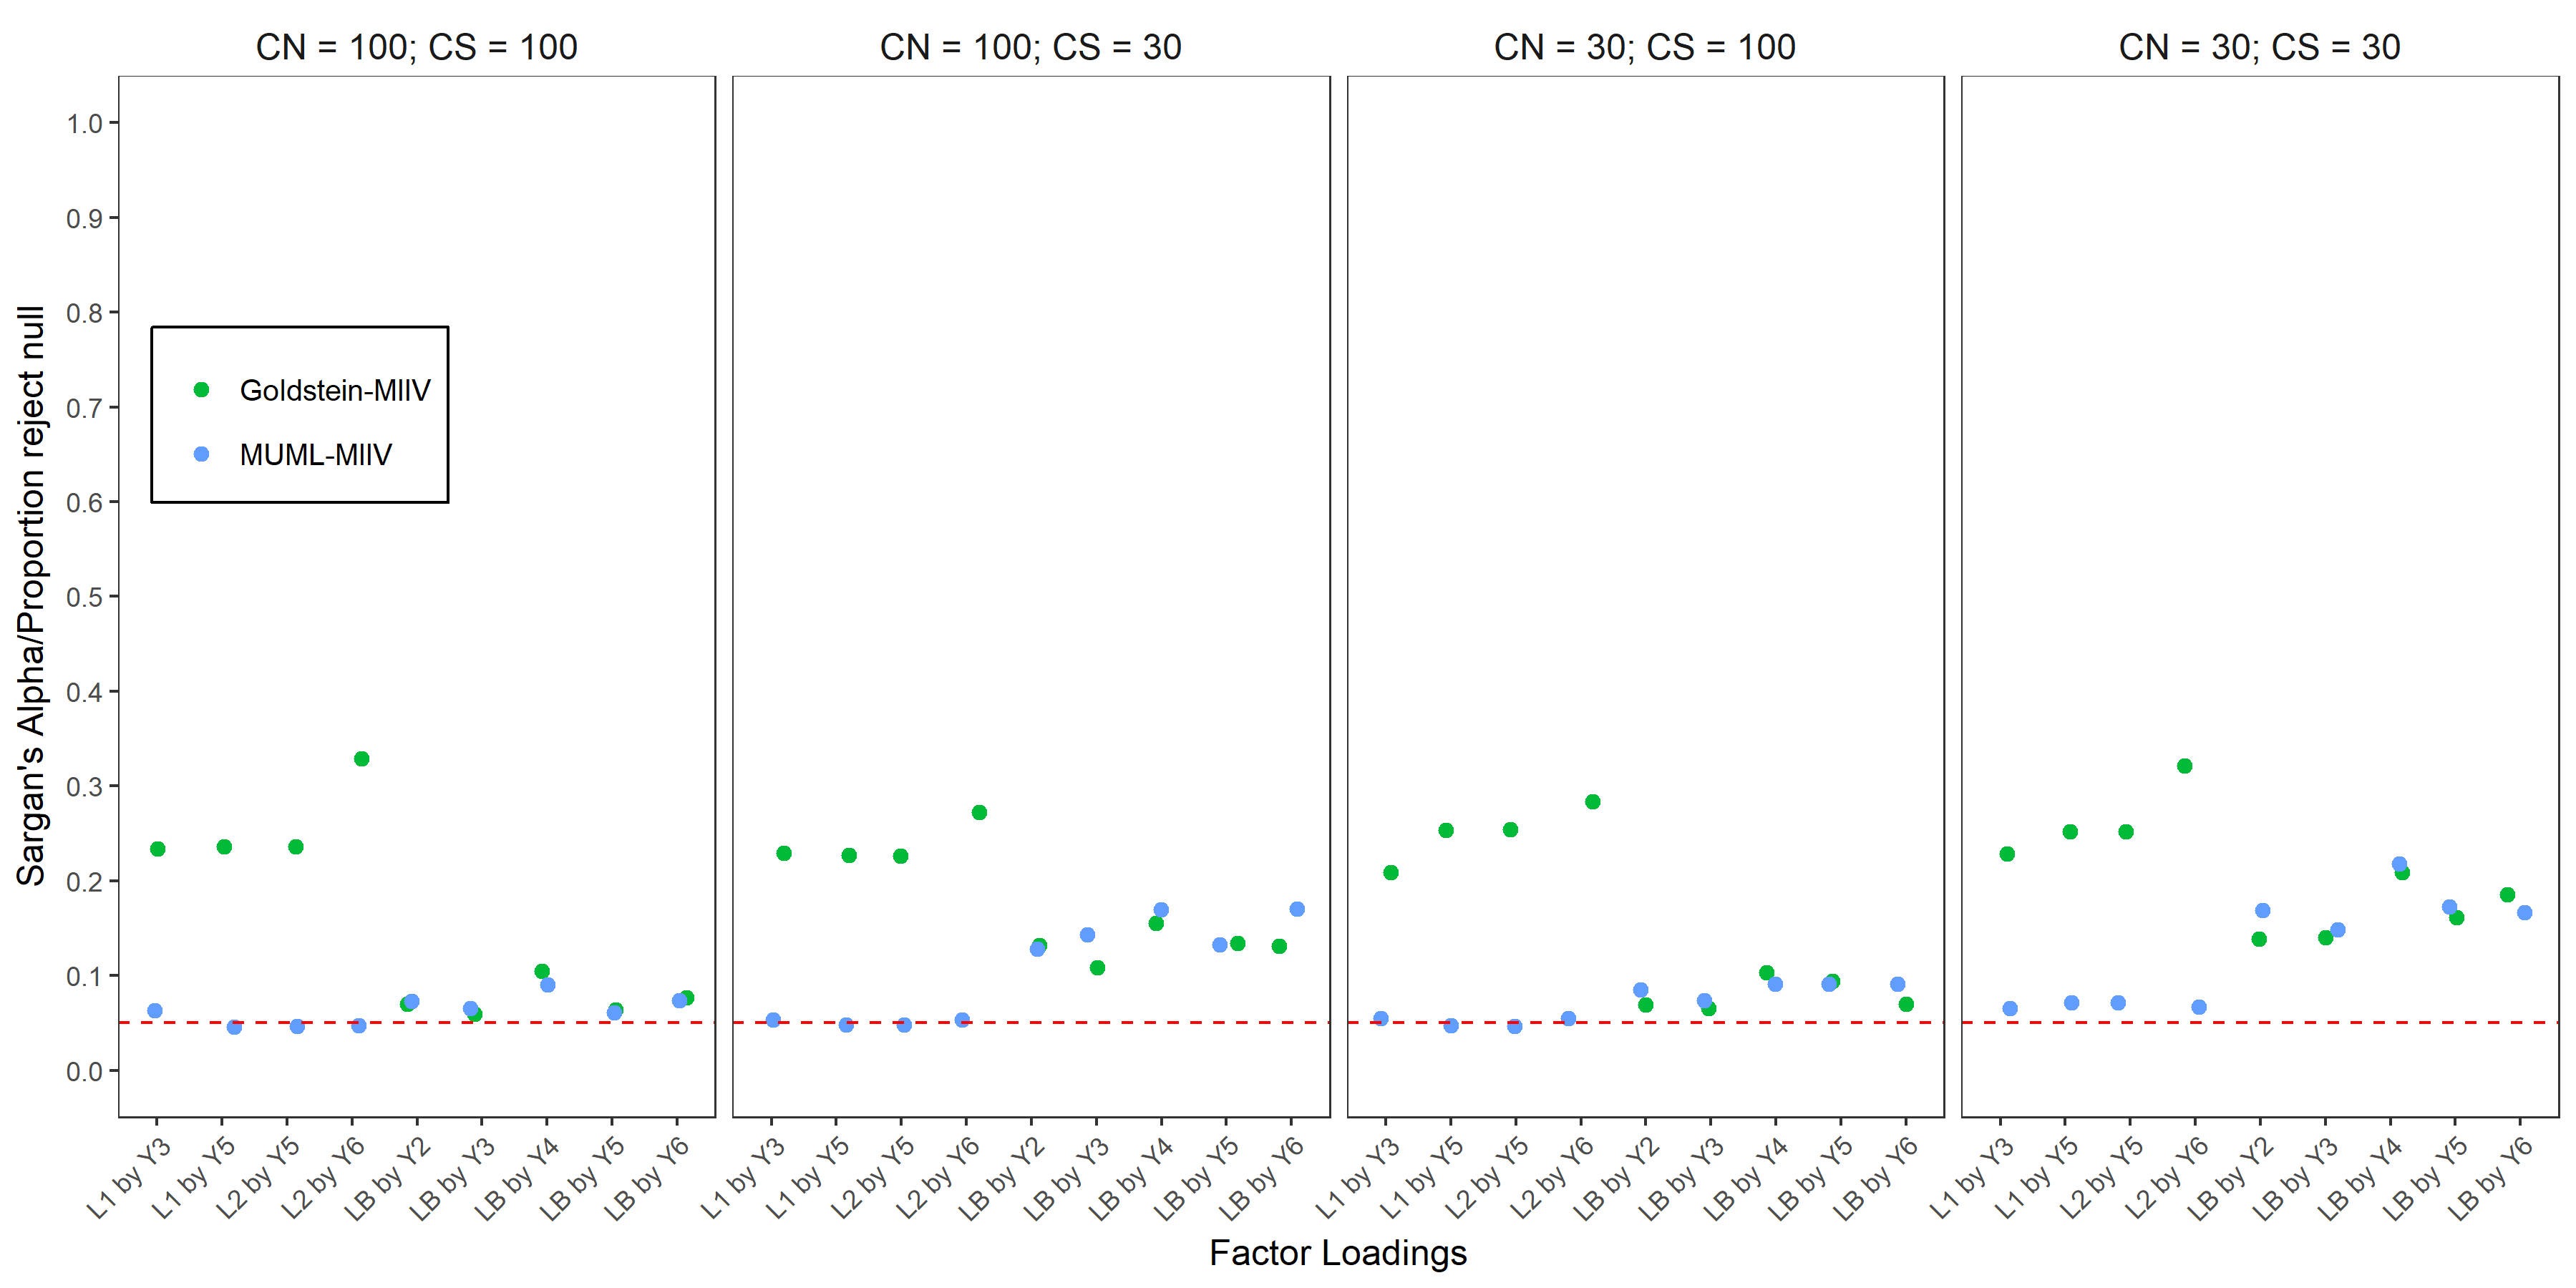 CN = 100; CS = 100
CN = 100; CS = 30
CN = 30; CS = 100
CN = 30; CS = 30
Sargan's Alpha/Proportion reject null
1.0
0.9
0.8
0.7
0.6
0.5
0.4
0.3
0.2
0.1
0.0
Goldstein-MIIV
MUML-MIIV
L1 by Y3
L1 by Y5
L2 by Y5
L2 by Y6
LB by Y2
LB by Y3
LB by Y4
LB by Y5
LB by Y6
L1 by Y3
L1 by Y5
L2 by Y5
L2 by Y6
LB by Y2
LB by Y3
LB by Y4
LB by Y5
LB by Y6
L1 by Y3
L1 by Y5
L2 by Y5
L2 by Y6
LB by Y2
LB by Y3
LB by Y4
LB by Y5
LB by Y6
L1 by Y3
L1 by Y5
L2 by Y5
L2 by Y6
LB by Y2
LB by Y3
LB by Y4
LB by Y5
LB by Y6
Factor Loadings